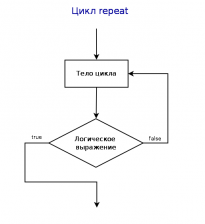 Цикл repeat
Тело цикла
Логическое
выражение
true
false